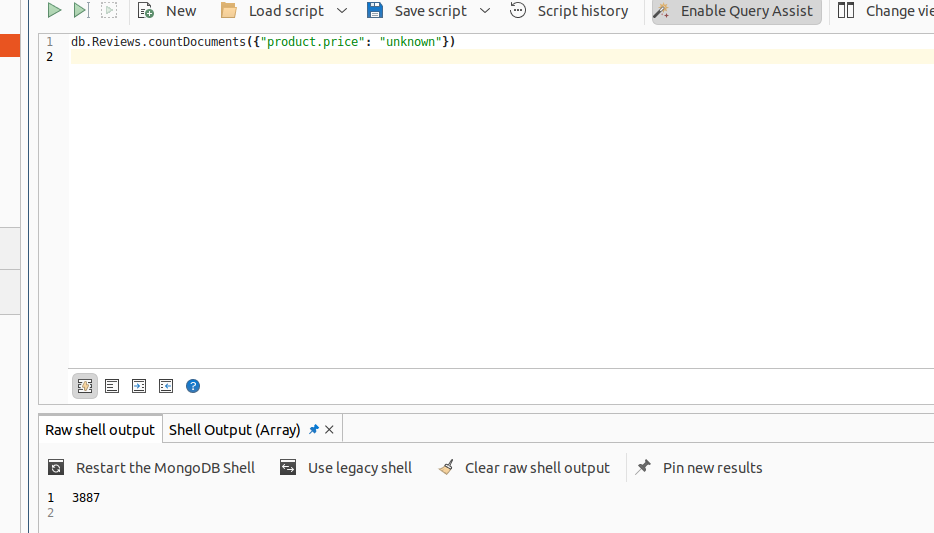 New Load script Save script Script history Enable Query Assist Change vie
1 db.Reviews.countDocuments({"product.price": "unknown"})
2
?
Raw shell output Shell Output (Array)
Restart the MongoDB Shell Use legacy shell Clear raw shell output Pin new results
1 3887
2